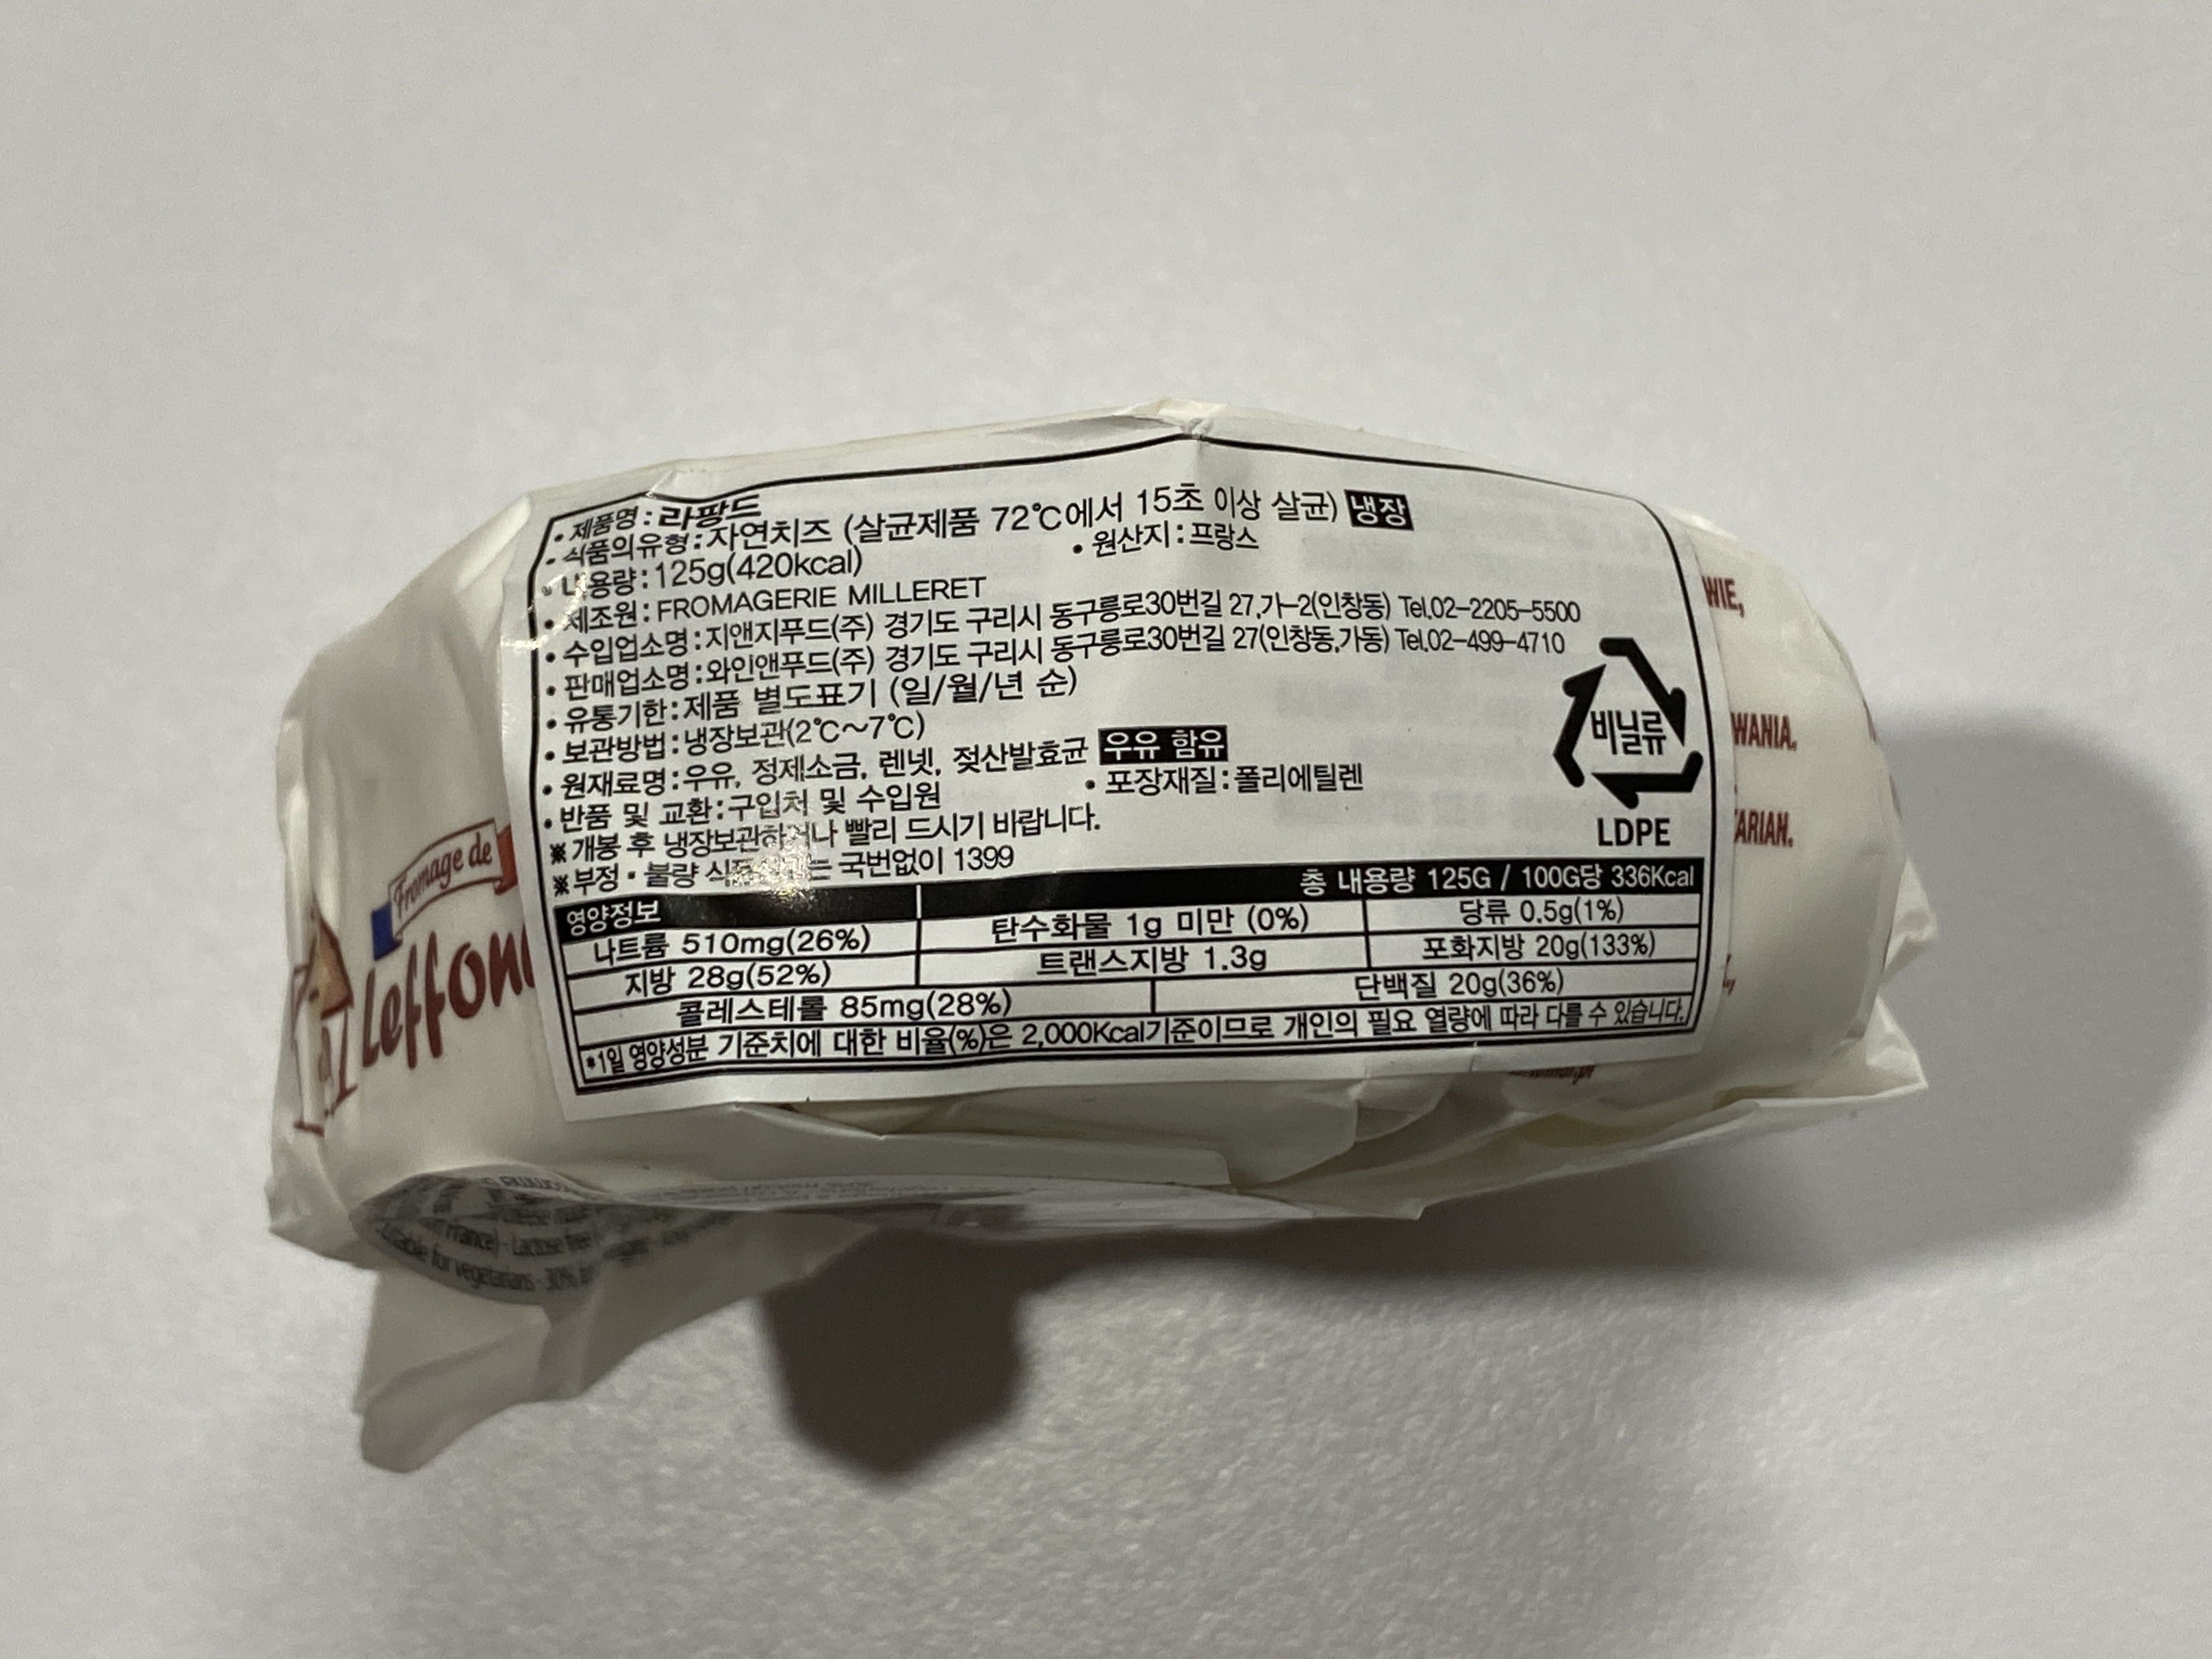 • 제품명:라팡드
• 식품의유형:자연치즈 (살균제품 72℃에서 15초 이상 살균) 냉장
• 내용량:125g(420kcal) • 원산지:프랑스
• 제조원:FROMAGERIE MILLERET
• 수입업소명:지앤지푸드(주) 경기도 구리시 동구릉로30번길 27,가-2(인창동) Tel.02-2205-5500
• 판매업소명:와인앤푸드(주) 경기도 구리시 동구릉로30번길 27(인창동,가동) Tel.02-499-4710
• 유통기한:제품 별도표기 (일/월/년 순)
• 보관방법:냉장보관(2℃~7℃)
• 원재료명:우유, 정제소금, 렌넷, 젖산발효균 우유 함유
• 반품 및 교환:구입처 및 수입원 • 포장재질:폴리에틸렌
※ 개봉 후 냉장보관하거나 빨리 드시기 바랍니다.
※부정 • 불량 국번없이 1399
비닐류
LDPE
영양정보 총 내용량 125G / 100G당 336Kcal
나트륨 510mg(26%) 탄수화물 1g 미만 (0%) 당류 0.5g(1%)
지방 28g(52%) 트랜스지방 1.3g 포화지방 20g(133%)
콜레스테롤 85mg(28%) 단백질 20g(36%)
*1일 영양성분 기준치에 대한 비율(%)은 2,000Kcal기준이므로 개인의 필요 열량에 따라 다를 수 있습니다.
Fromage de
Leffon
WIE,
WANIA.
TARIAN.
France) - Lactose free
for vegetarians - 30%